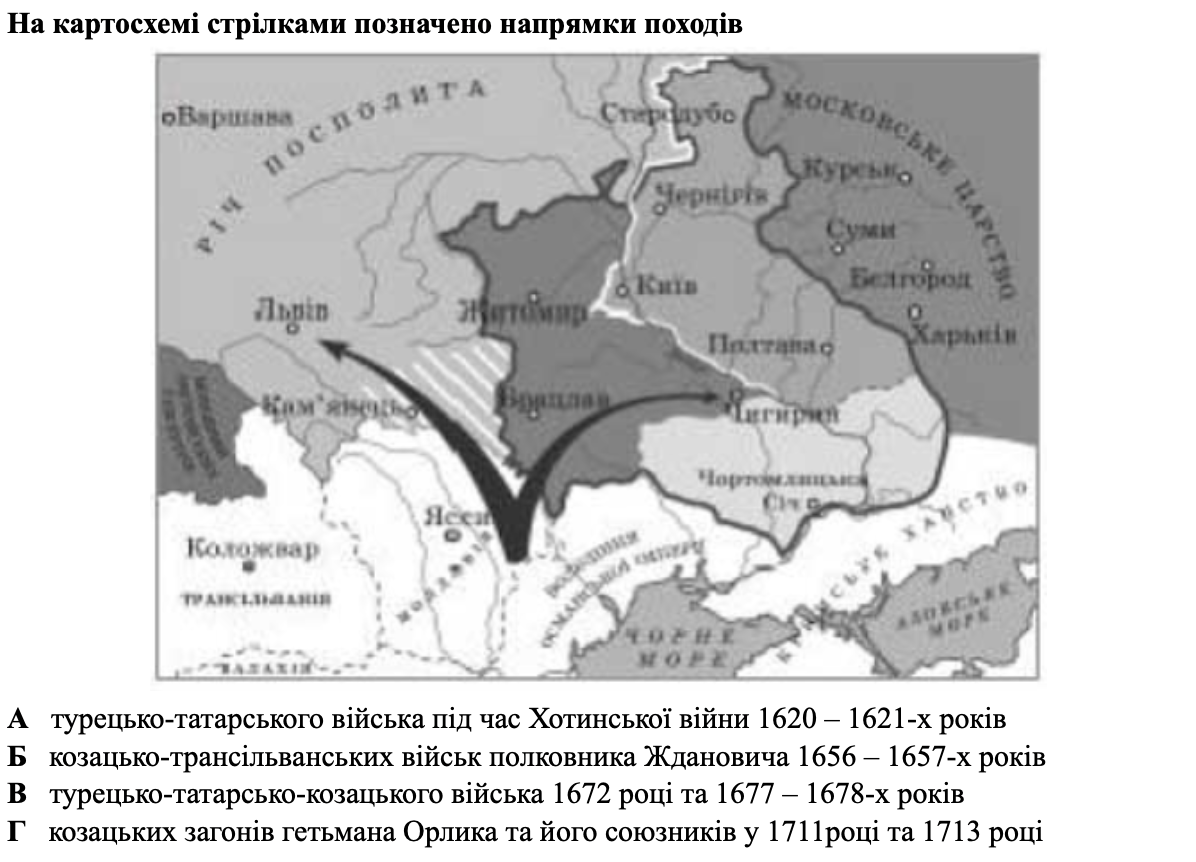 На картосхемі стрілками позначено напрямки походів
Варшава
РІЧ ПОСПОЛИТА
Стародуб
МОСКОВСЬКЕ ЦАРСТВО
Курськ
Чернігів
Суми
Бєлгород
Київ
Львів
Житомир
Харьків
Полтава
Кам'янець
Брацлав
Чигирин
Чортомлицька
Січ
Ясси
Коложвар
ТРАНСІЛЬВАНІЯ
МОЛДАВІЯ
ВОЛОДІННЯ
ОСМАНСЬКОЇ ІМПЕРІЇ
КРИМСЬКЕ ХАНСТВО
АЗОВСЬКЕ
МОРЕ
ЧОРНЕ
МОРЕ
ВАЛАХІЯ
А турецько-татарського війська під час Хотинської війни 1620 – 1621-х років
Б козацько-трансільванських військ полковника Ждановича 1656 – 1657-х років
В турецько-татарсько-козацького війська 1672 році та 1677 – 1678-х років
Г козацьких загонів гетьмана Орлика та його союзників у 1711році та 1713 році